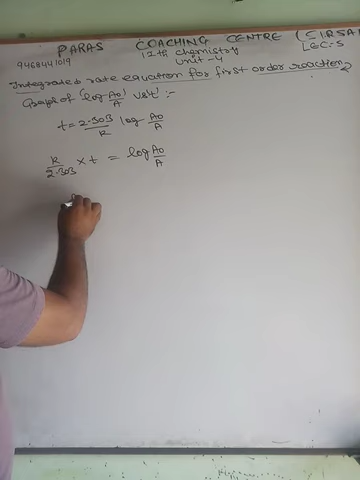 PARAS COACHING CENTRE (SIRSA)
9468441019 12th chemistry LEC:5
Unit-4
Integrated rate equation for first order reaction
Graph of (log A0/A) vs 't' :-
t = 2.303/k log A0/A
k/2.303 × t = log A0/A